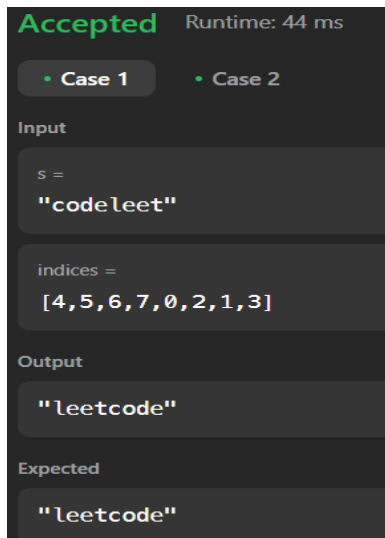 Accepted Runtime: 44 ms
• Case 1 • Case 2
Input
s =
"codeleet"
indices =
[4,5,6,7,0,2,1,3]
Output
"leetcode"
Expected
"leetcode"